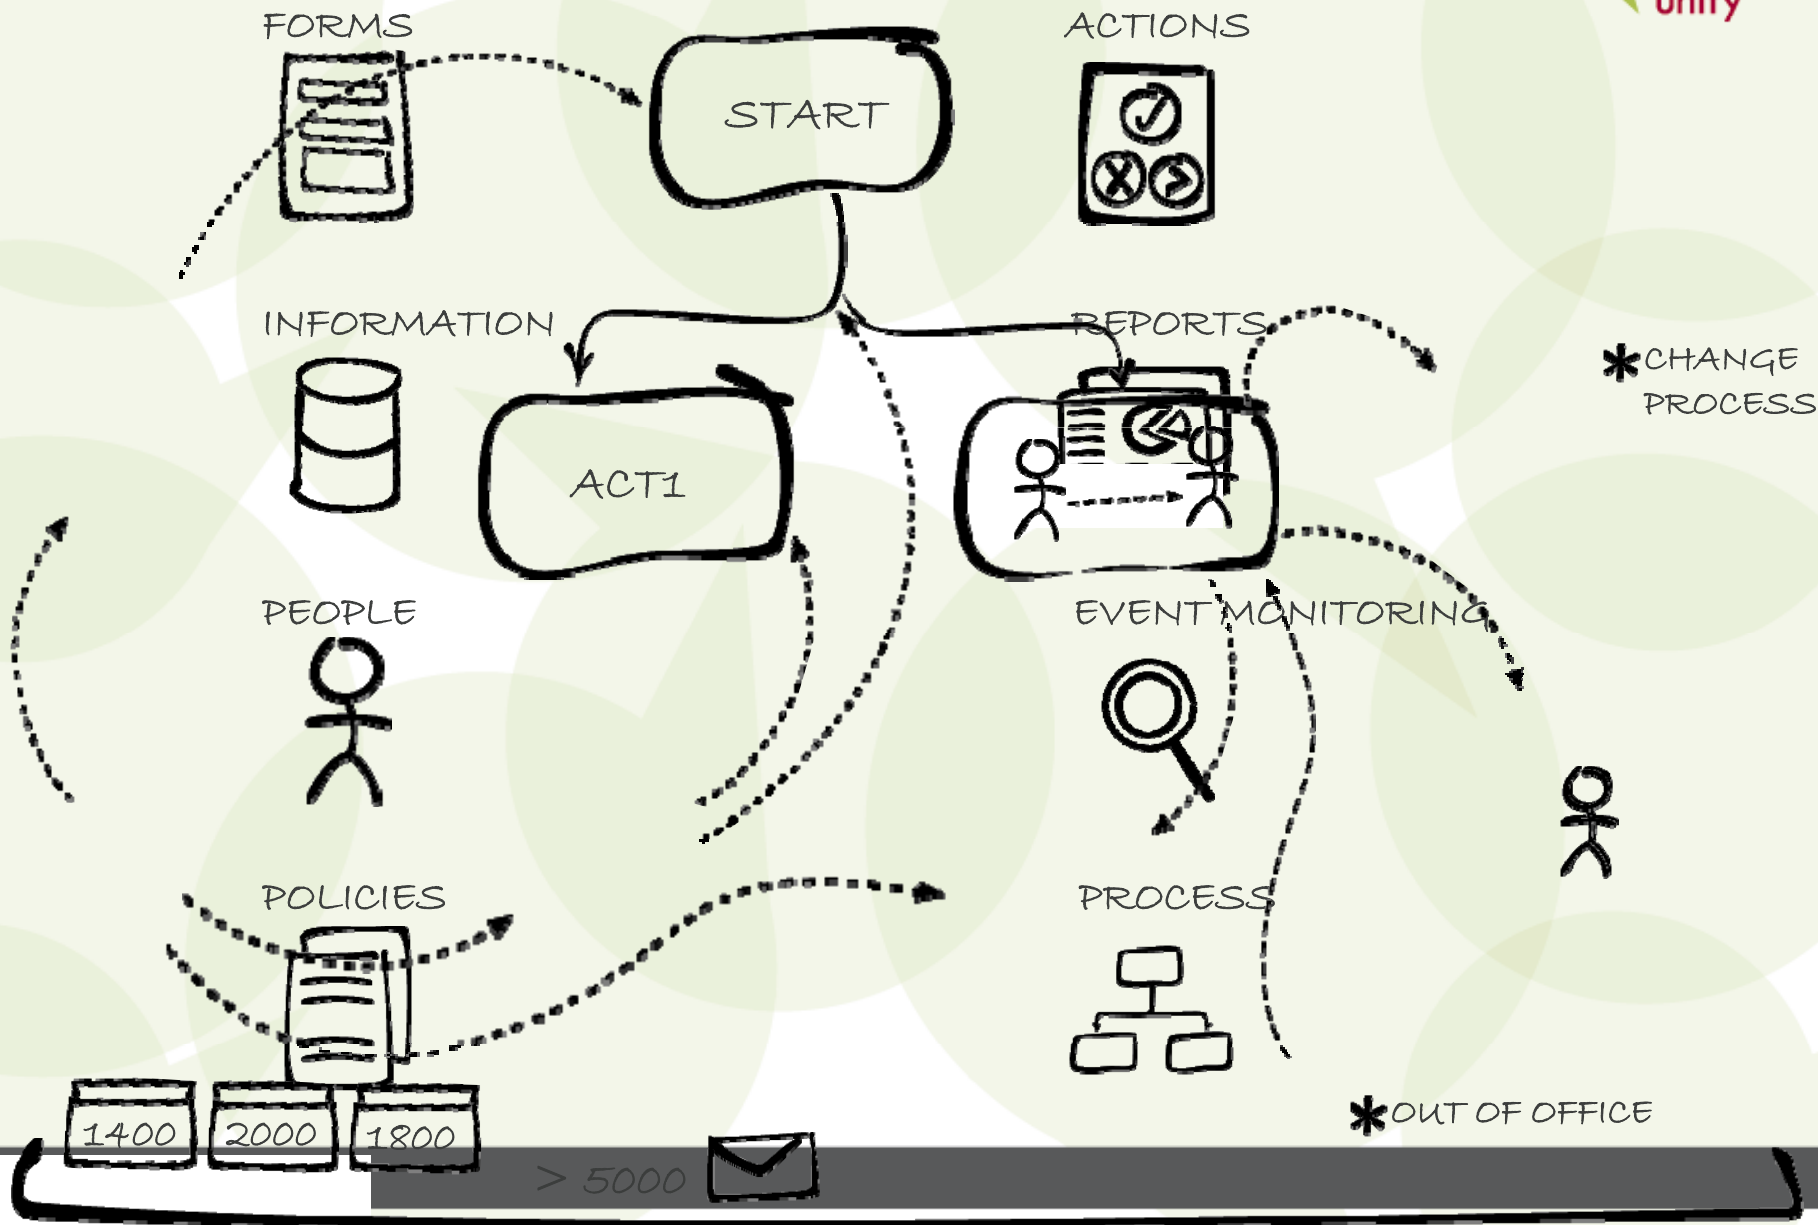 unity
FORMS
START
ACTIONS
INFORMATION
REPORTS
*CHANGE
PROCESS
ACT1
PEOPLE
EVENT MONITORING
POLICIES
PROCESS
1400
2000
1800
*OUT OF OFFICE
> 5000